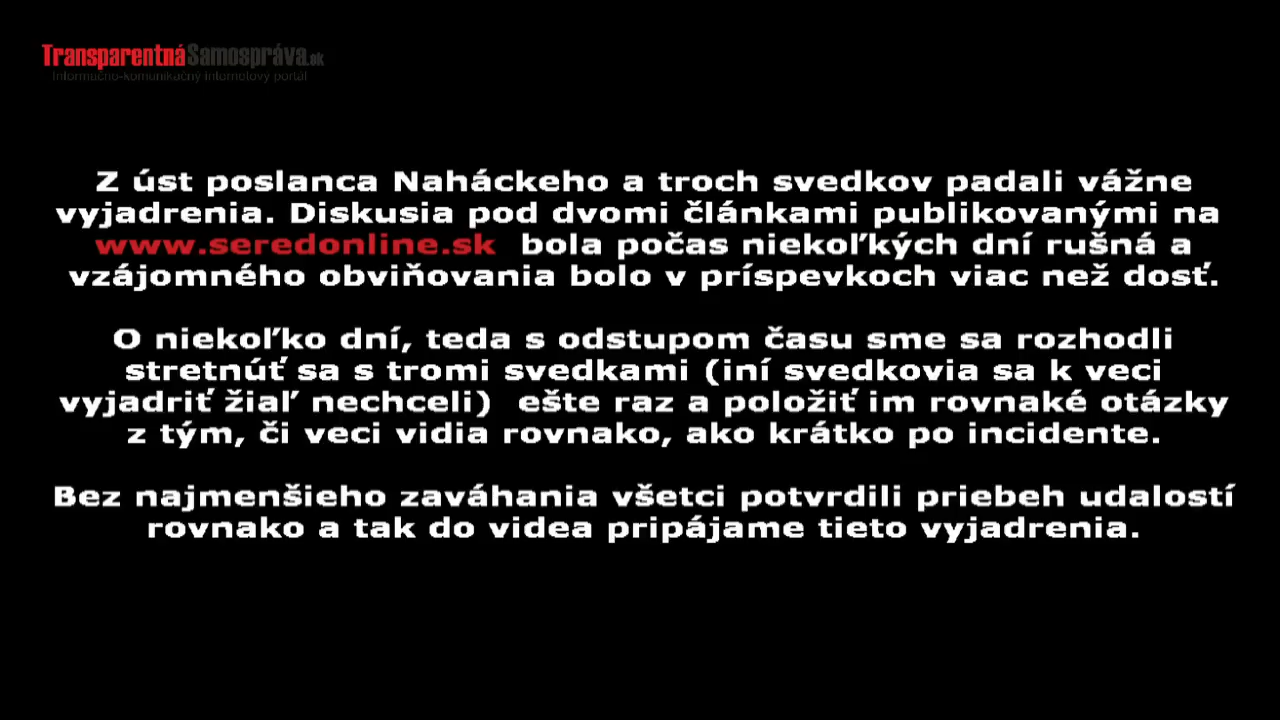 TransparentnáSamospráva.sk
Informačno-komunikačný internetový portál
Z úst poslanca Naháckeho a troch svedkov padali vážne
vyjadrenia. Diskusia pod dvomi článkami publikovanými na
www.seredonline.sk bola počas niekoľkých dní rušná a
vzájomného obviňovania bolo v príspevkoch viac než dosť.
O niekoľko dní, teda s odstupom času sme sa rozhodli
stretnúť sa s tromi svedkami (iní svedkovia sa k veci
vyjadriť žiaľ nechceli) ešte raz a položiť im rovnaké otázky
z tým, či veci vidia rovnako, ako krátko po incidente.
Bez najmenšieho zaváhania všetci potvrdili priebeh udalostí
rovnako a tak do videa pripájame tieto vyjadrenia.